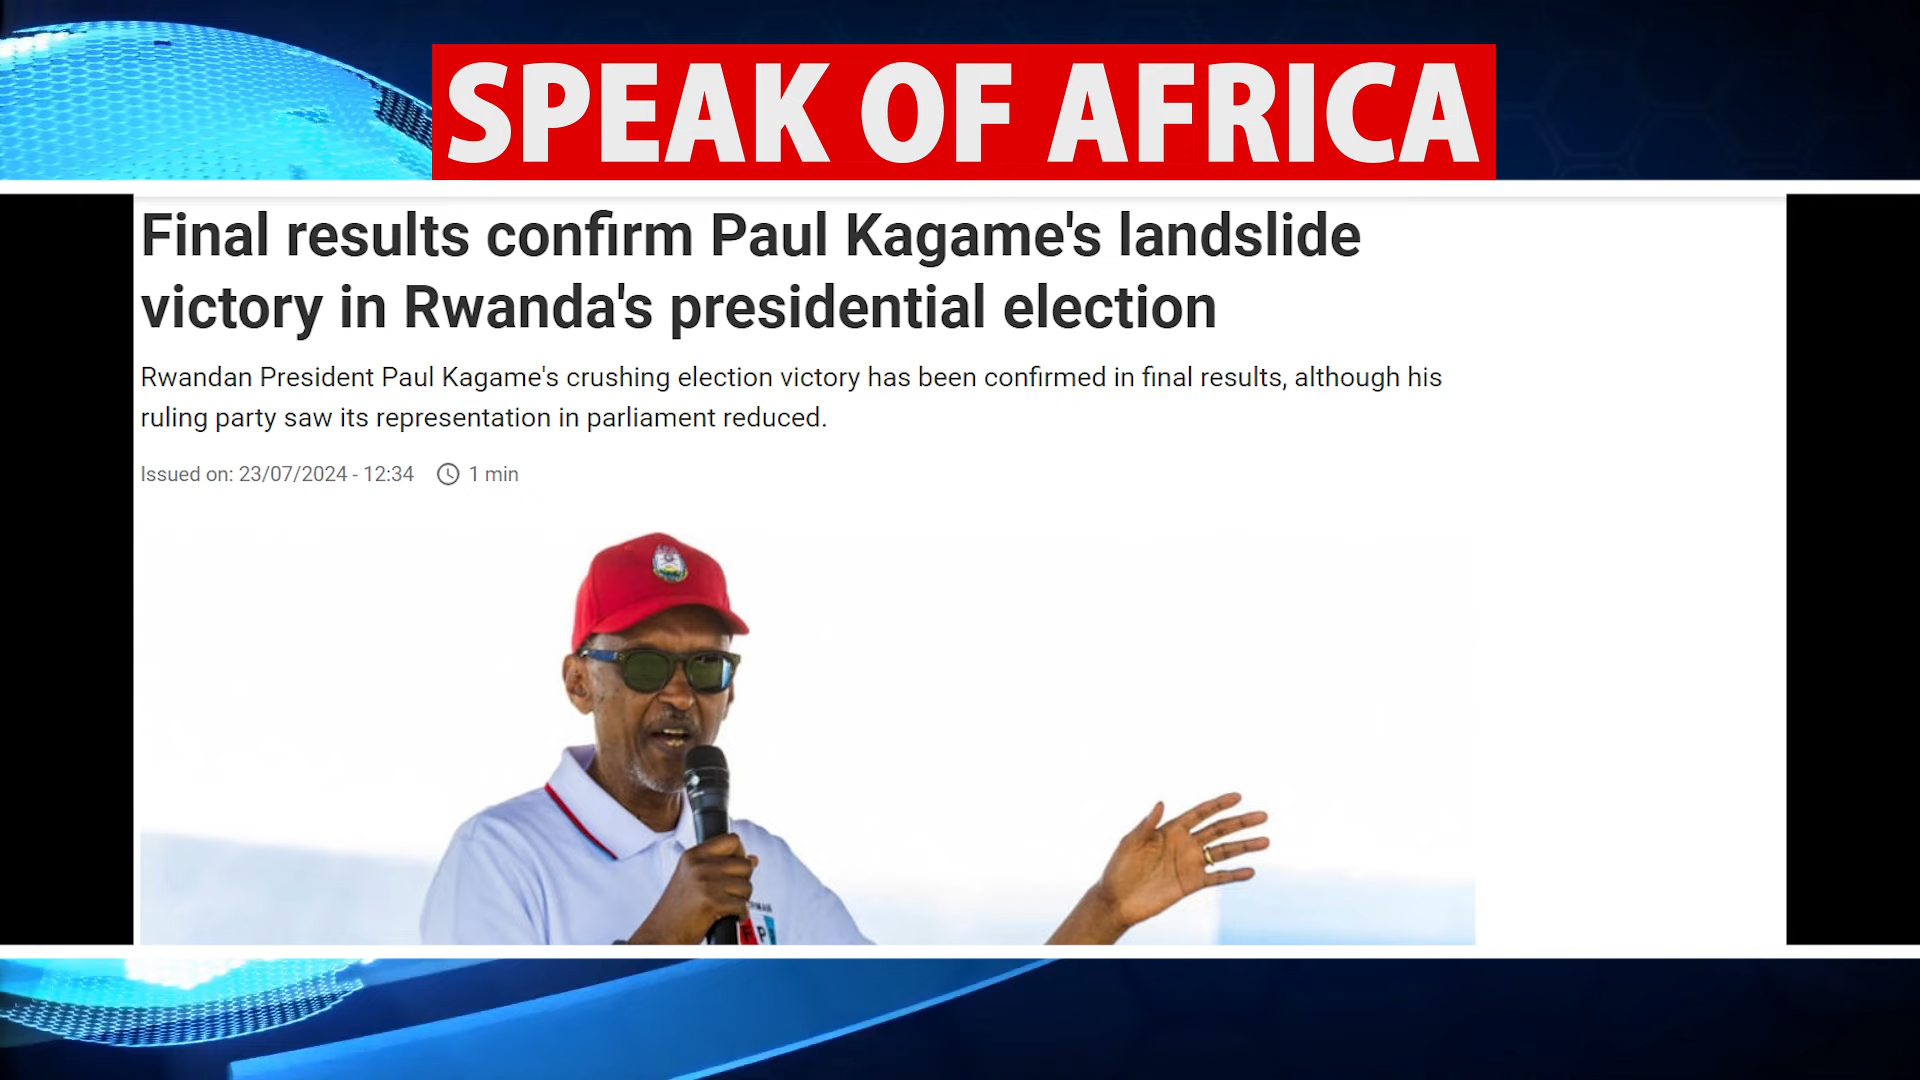 SPEAK OF AFRICA
Final results confirm Paul Kagame's landslide
victory in Rwanda's presidential election
Rwandan President Paul Kagame's crushing election victory has been confirmed in final results, although his
ruling party saw its representation in parliament reduced.
Issued on: 23/07/2024 - 12:34 1 min